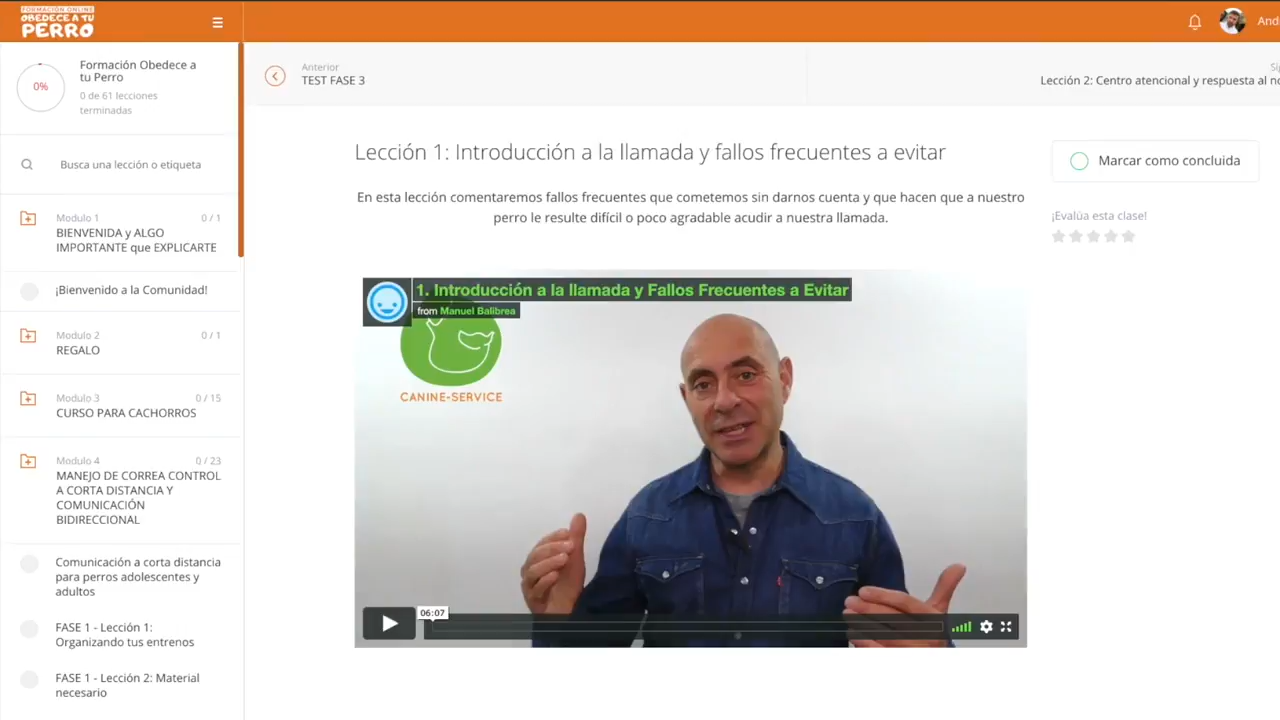 FORMACIÓN ONLINE
OBEDECE A TU
PERRO
And
Formación Obedece a
tu Perro
0%
0 de 61 lecciones
terminadas
Busca una lección o etiqueta
Modulo 1
0 / 1
BIENVENIDA y ALGO
IMPORTANTE que EXPLICARTE
¡Bienvenido a la Comunidad!
Modulo 2
0 / 1
REGALO
Modulo 3
0 / 15
CURSO PARA CACHORROS
Modulo 4
0 / 23
MANEJO DE CORREA CONTROL
A CORTA DISTANCIA Y
COMUNICACIÓN
BIDIRECCIONAL
Comunicación a corta distancia
para perros adolescentes y
adultos
FASE 1 - Lección 1:
Organizando tus entrenos
FASE 1 - Lección 2: Material
necesario
Anterior
TEST FASE 3
Lección 2: Centro atencional y respuesta al no
Lección 1: Introducción a la llamada y fallos frecuentes a evitar
En esta lección comentaremos fallos frecuentes que cometemos sin darnos cuenta y que hacen que a nuestro
perro le resulte difícil o poco agradable acudir a nuestra llamada.
1. Introducción a la llamada y Fallos Frecuentes a Evitar
from Manuel Balibrea
CANINE-SERVICE
06:07
Marcar como concluida
¡Evalúa esta clase!